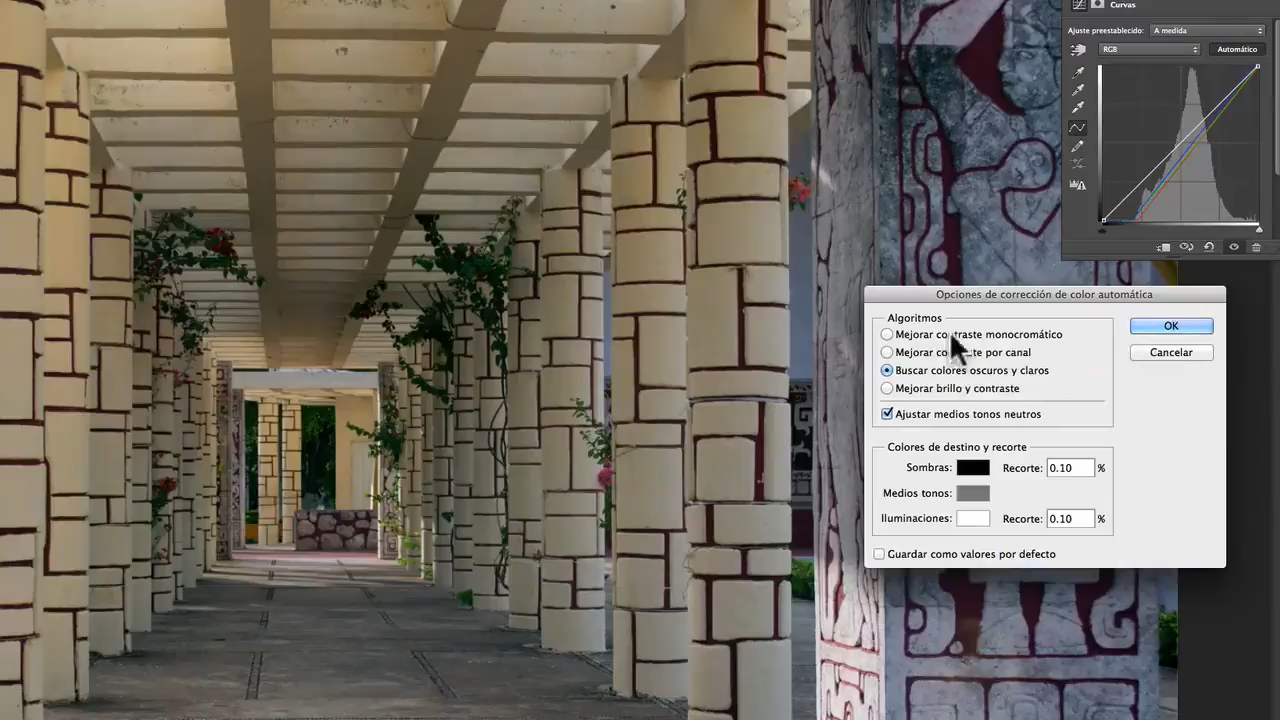 Curvas
Ajuste preestablecido: A medida
RGB Automático
Opciones de corrección de color automática
Algoritmos
Mejorar contraste monocromático
Mejorar co te por canal
Buscar colores oscuros y claros
Mejorar brillo y contraste
Ajustar medios tonos neutros
OK
Cancelar
Colores de destino y recorte
Sombras: Recorte: 0.10 %
Medios tonos:
Iluminaciones: Recorte: 0.10 %
Guardar como valores por defecto